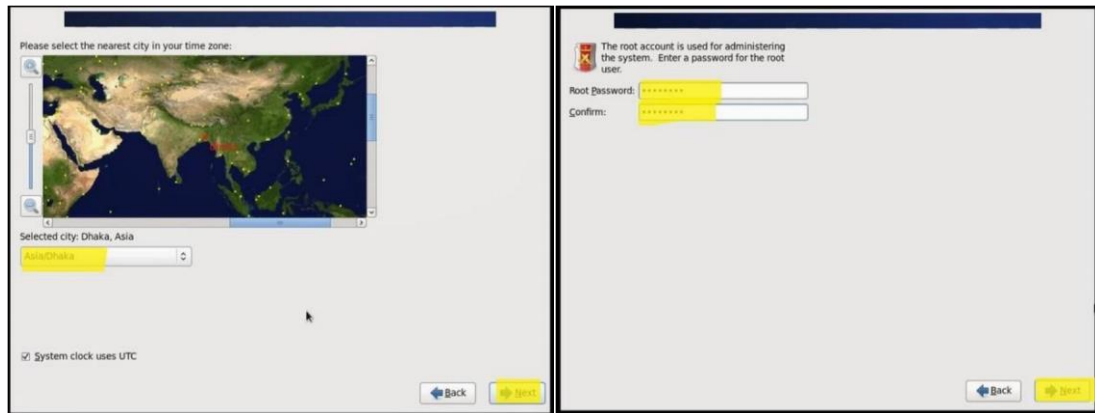 Please select the nearest city in your time zone:
Selected city: Dhaka, Asia
Asia/Dhaka
System clock uses UTC
Back
Next
The root account is used for administering
the system. Enter a password for the root
user.
Root Password: ••••••••
Confirm: ••••••••
Back
Next